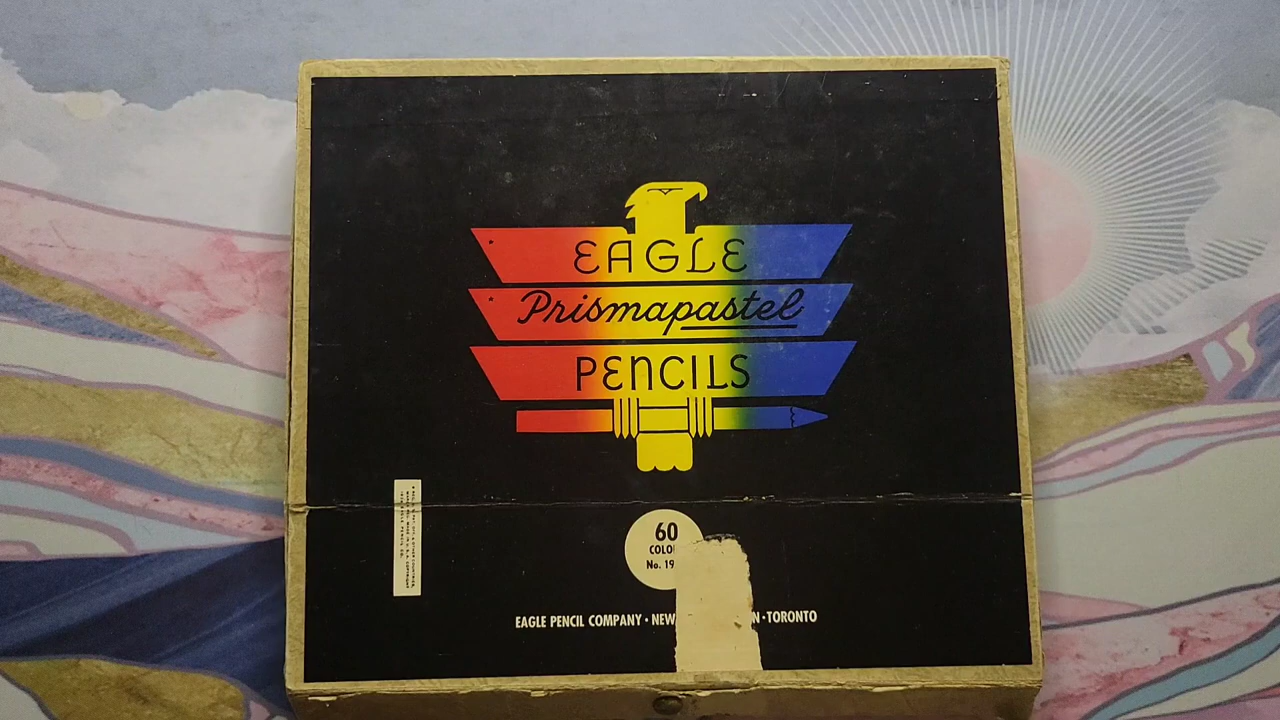 EAGLE
Prismapastel
PENCILS
60
COLO
No. 19
EAGLE PENCIL COMPANY · NEW N · TORONTO